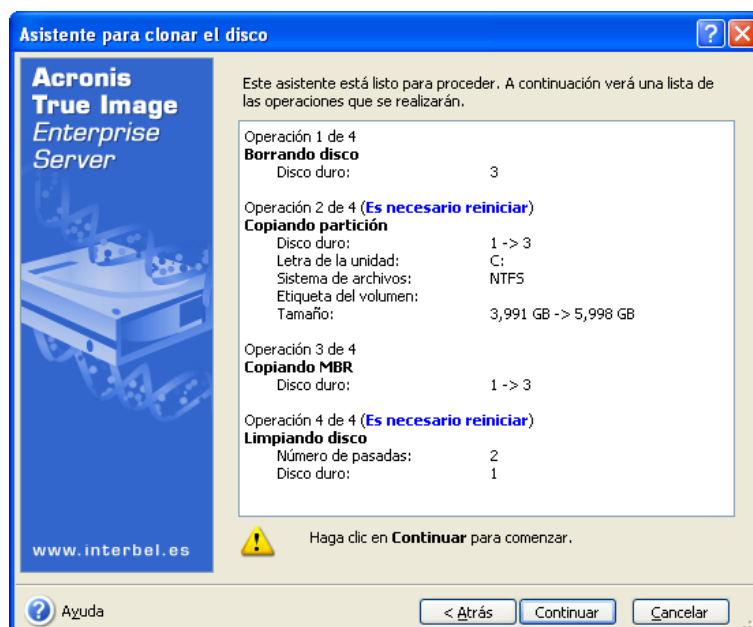 Asistente para clonar el disco
Acronis
True Image
Enterprise
Server
Este asistente está listo para proceder. A continuación verá una lista de
las operaciones que se realizarán.
Operación 1 de 4
Borrando disco
Disco duro: 3
Operación 2 de 4 (Es necesario reiniciar)
Copiando partición
Disco duro: 1 -> 3
Letra de la unidad: C:
Sistema de archivos: NTFS
Etiqueta del volumen:
Tamaño: 3,991 GB -> 5,998 GB
Operación 3 de 4
Copiando MBR
Disco duro: 1 -> 3
Operación 4 de 4 (Es necesario reiniciar)
Limpiando disco
Número de pasadas: 2
Disco duro: 1
Haga clic en Continuar para comenzar.
www.interbel.es
Ayuda
< Atrás
Continuar
Cancelar